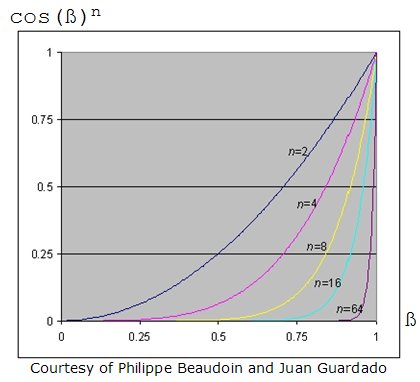 cos(ß)ⁿ
1
n=2
0.75
n=4
0.5
n=8
0.25
n=16
n=64
0
ß
0 0.25 0.5 0.75 1
Courtesy of Philippe Beaudoin and Juan Guardado